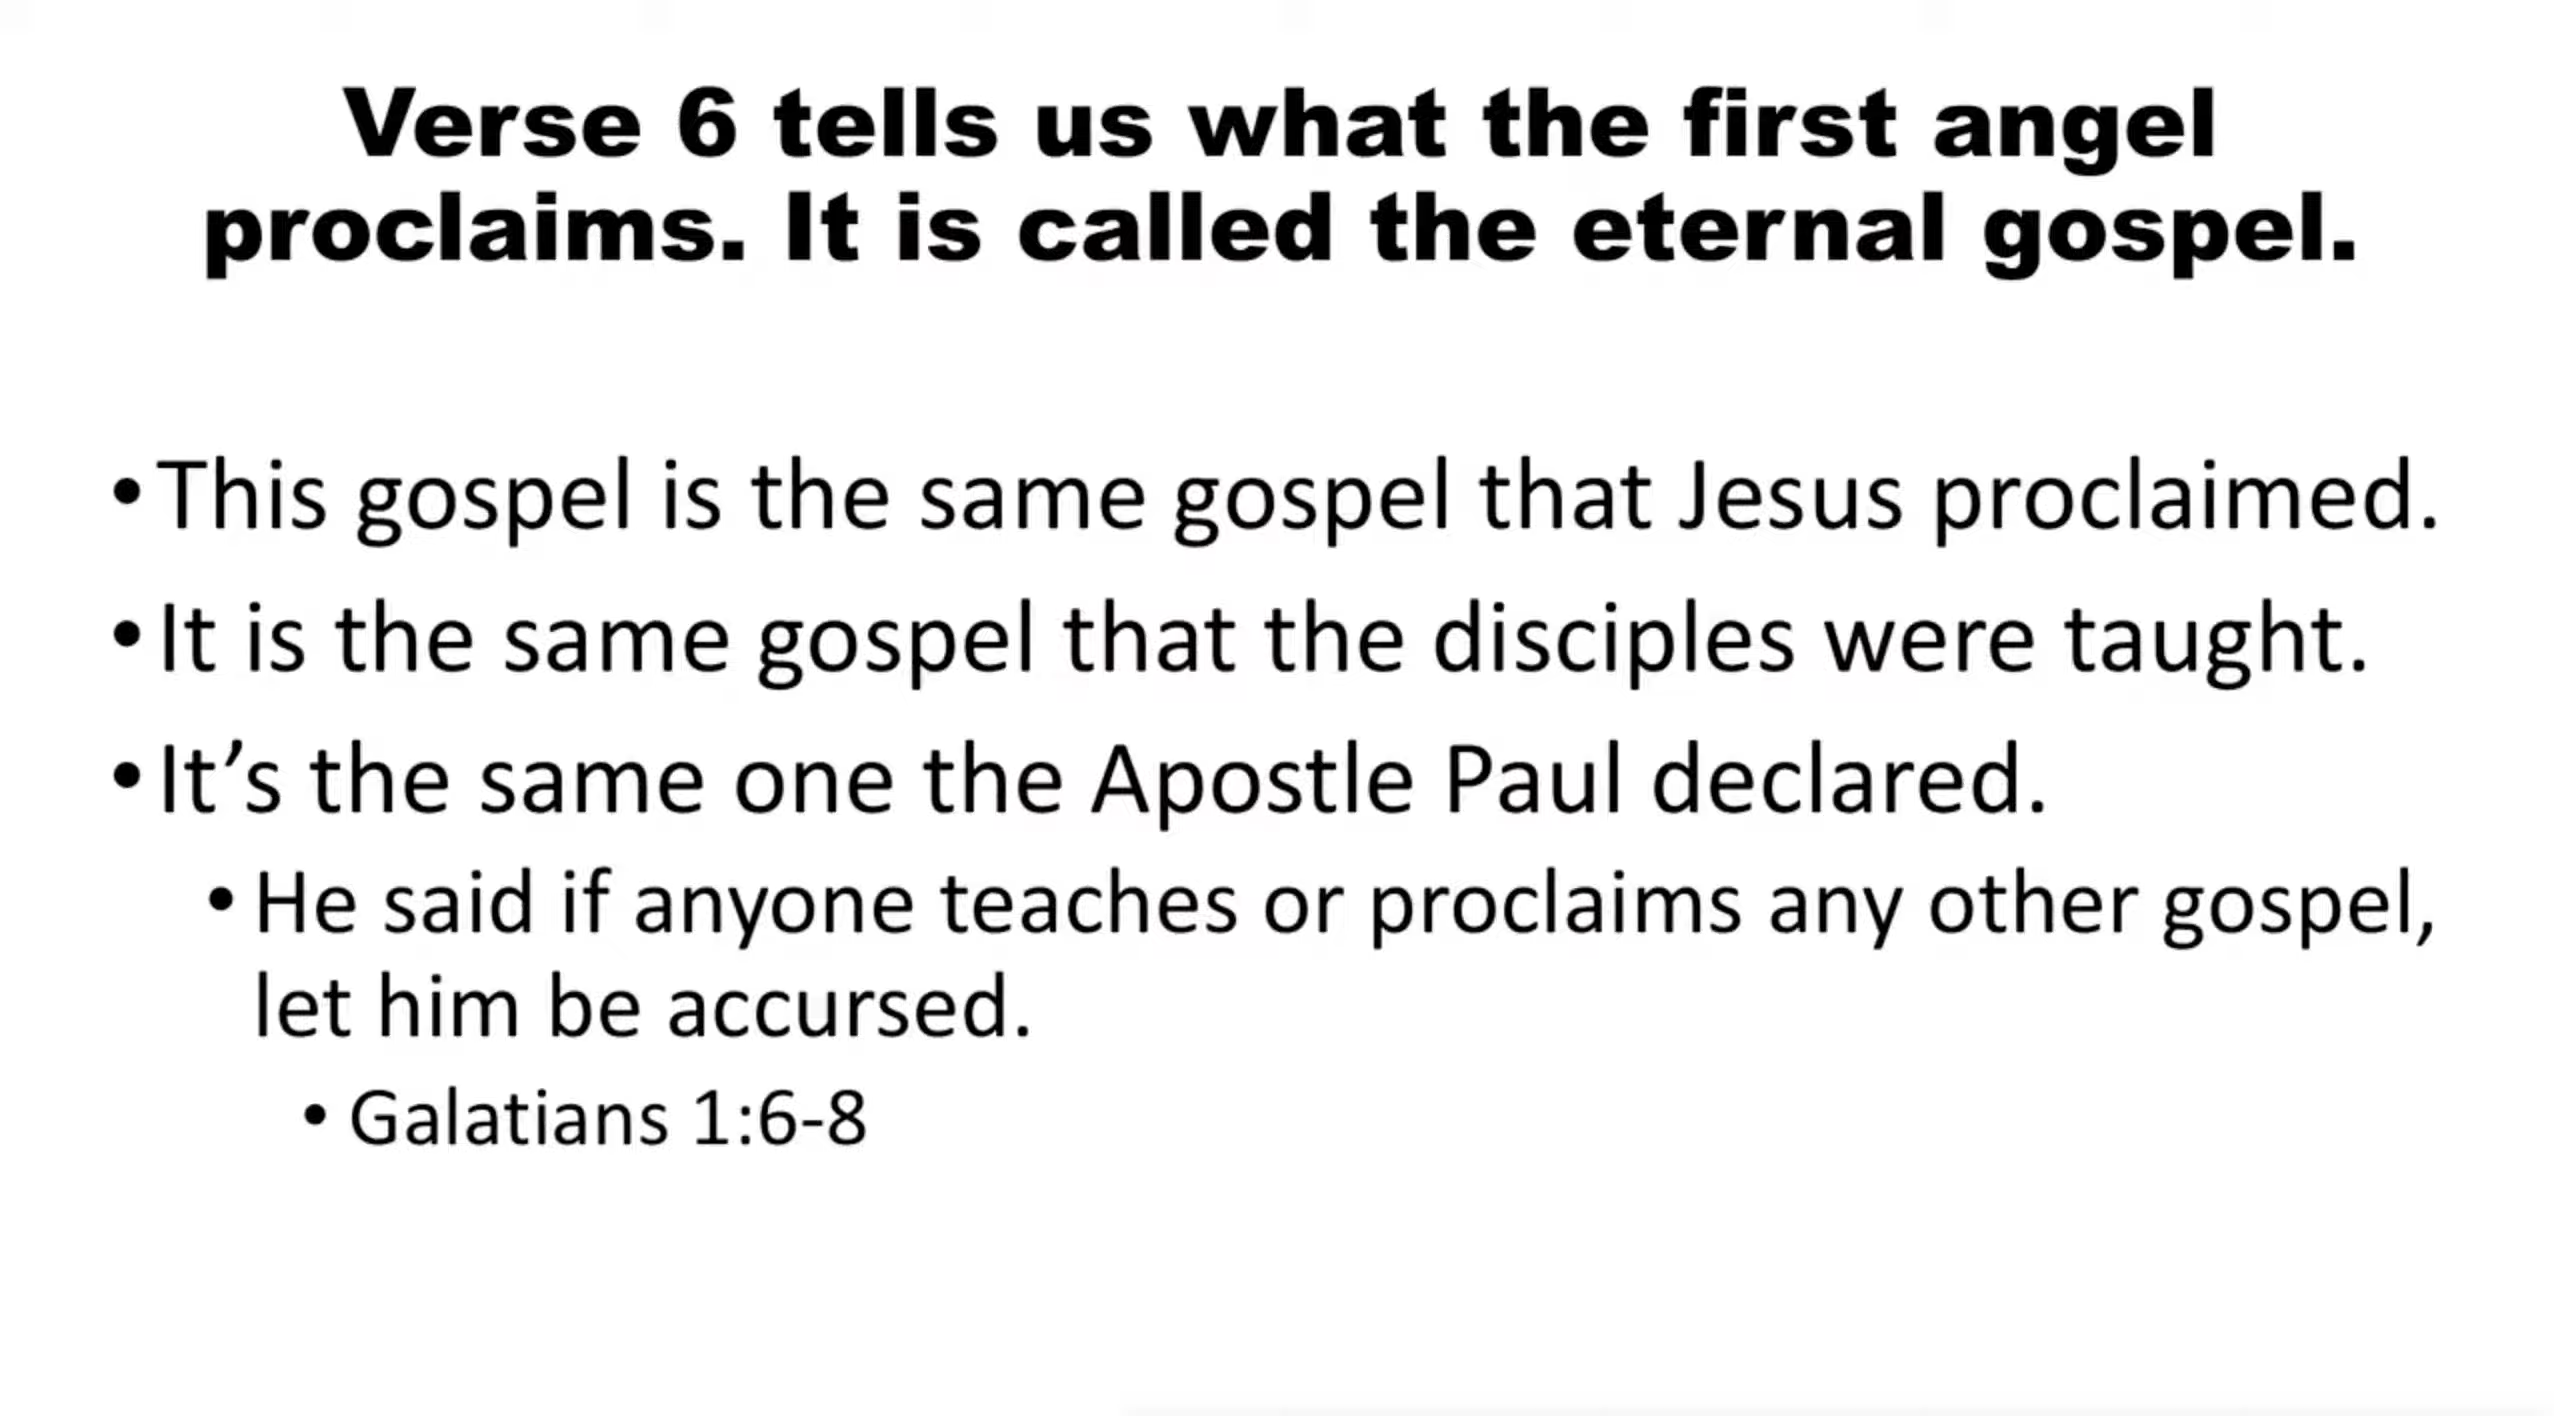 Verse 6 tells us what the first angel
proclaims. It is called the eternal gospel.
•This gospel is the same gospel that Jesus proclaimed.
•It is the same gospel that the disciples were taught.
•It’s the same one the Apostle Paul declared.
•He said if anyone teaches or proclaims any other gospel,
let him be accursed.
•Galatians 1:6-8